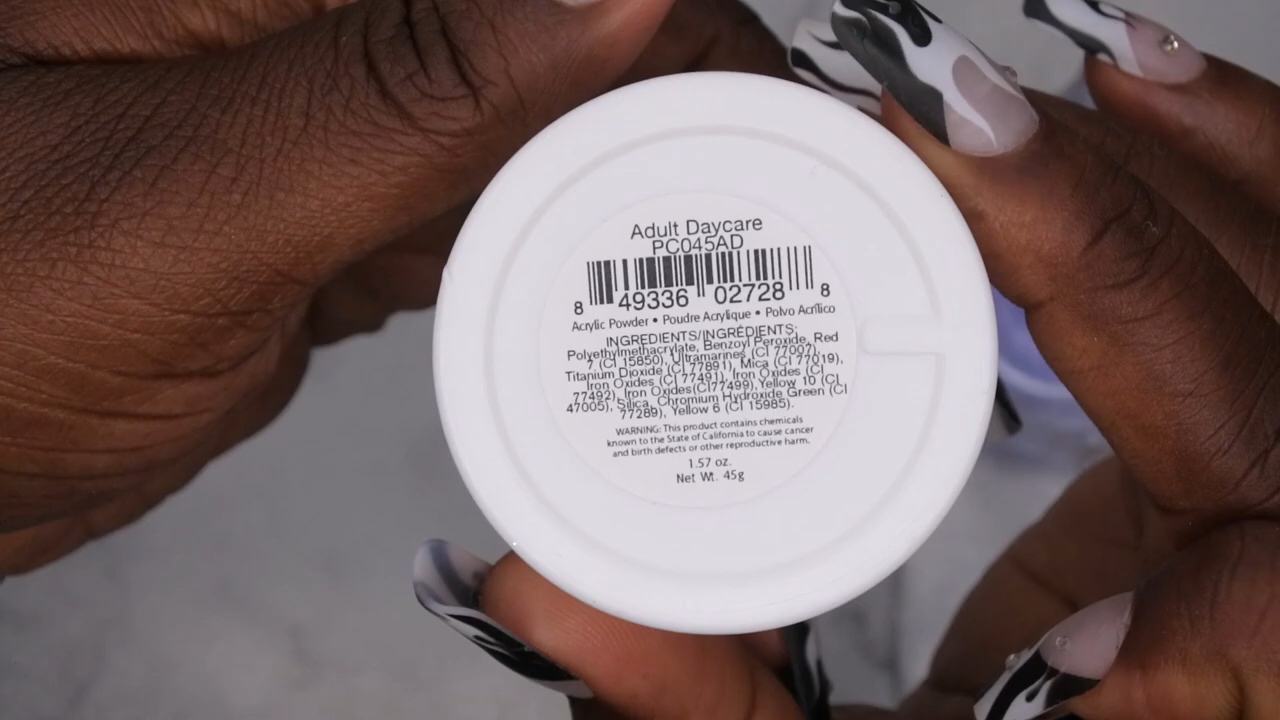 Adult Daycare
PC045AD
8 49336 02728 8
Acrylic Powder • Poudre Acrylique • Polvo Acrílico
INGREDIENTS/INGRÉDIENTS:
Polyethylmethacrylate, Benzoyl Peroxide, Red
7 (CI 15850), Ultramarines (CI 77007),
Titanium Dioxide (CI 77891), Mica (CI 77019),
Iron Oxides (CI 77491), Iron Oxides (CI
77492), Iron Oxides(CI77499), Yellow 10 (CI
47005), Silica, Chromium Hydroxide Green (CI
77289), Yellow 6 (CI 15985).
WARNING: This product contains chemicals
known to the State of California to cause cancer
and birth defects or other reproductive harm.
1.57 oz.
Net Wt. 45g